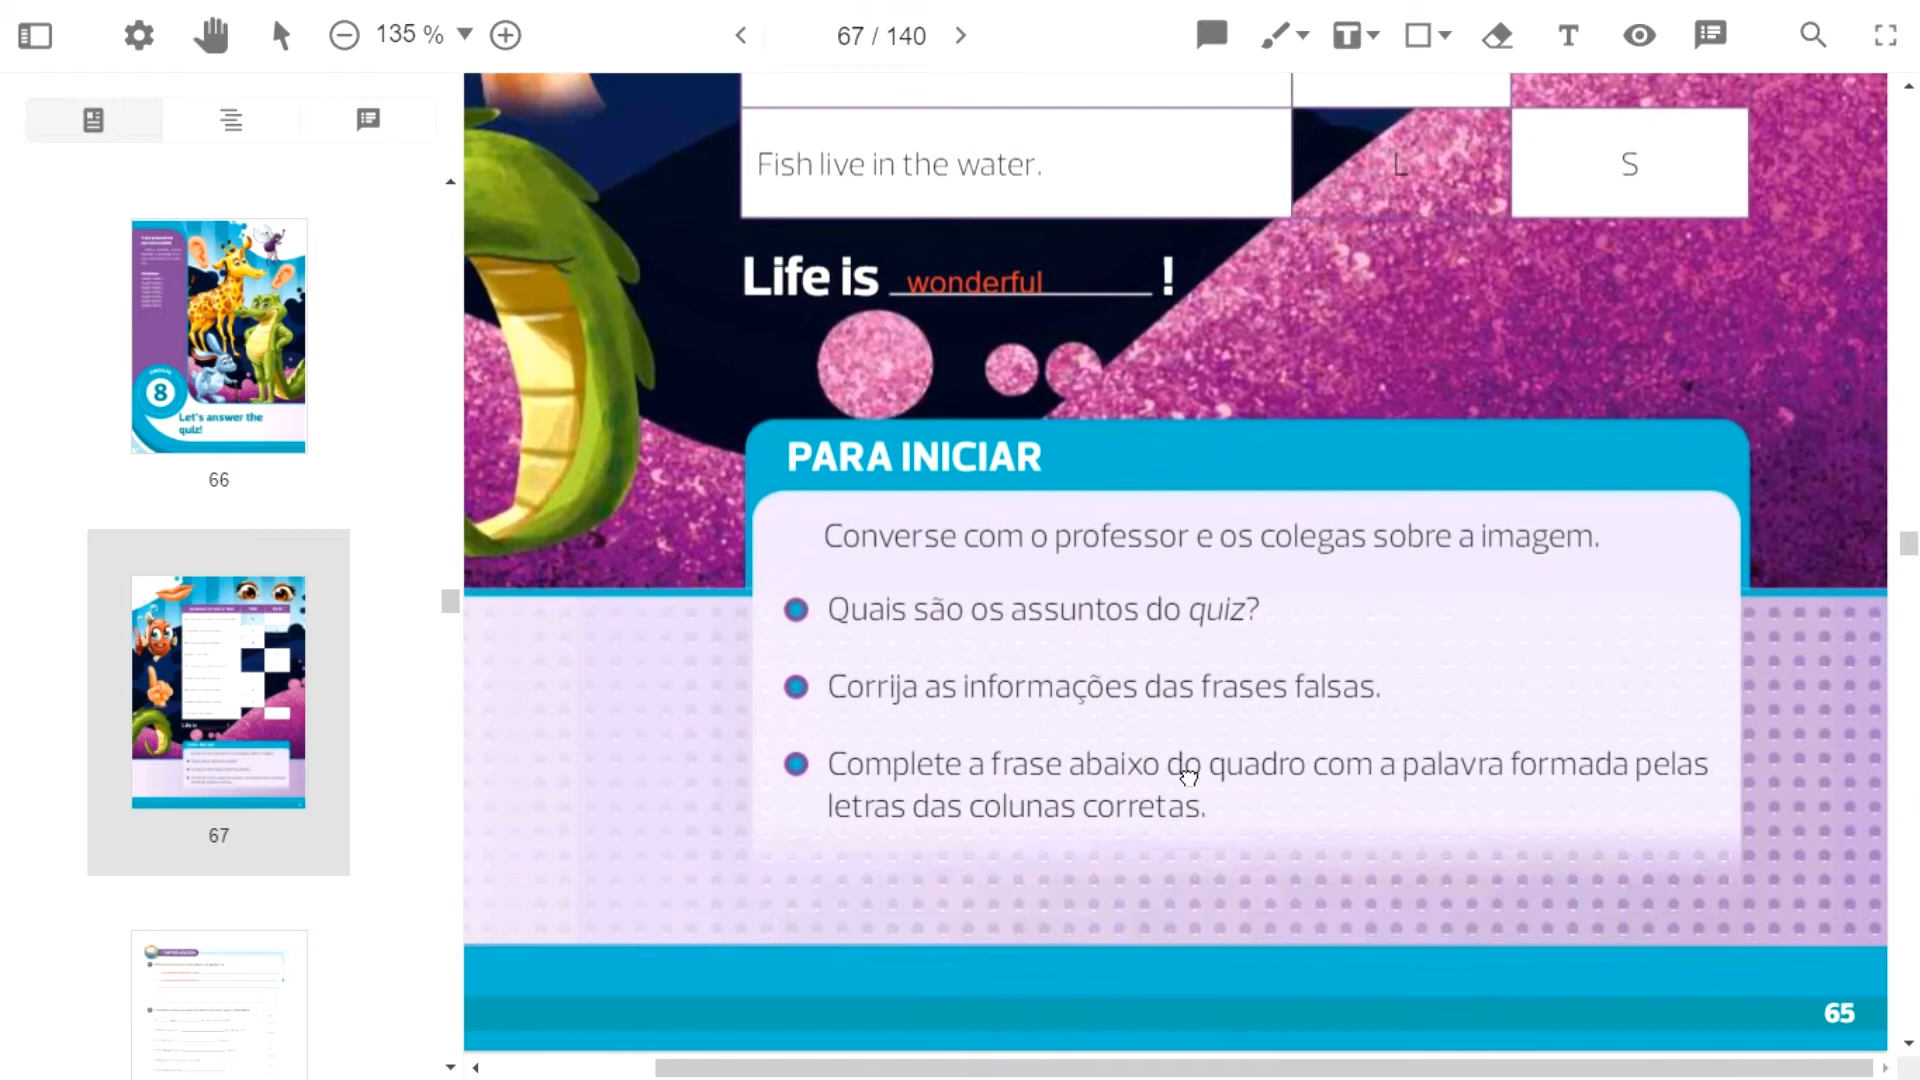 135 %
67 / 140
Fish live in the water.
L
S
Life is wonderful !
PARA INICIAR
Converse com o professor e os colegas sobre a imagem.
Quais são os assuntos do quiz?
Corrija as informações das frases falsas.
Complete a frase abaixo do quadro com a palavra formada pelas
letras das colunas corretas.
65
8
Let's answer the
quiz!
66
67